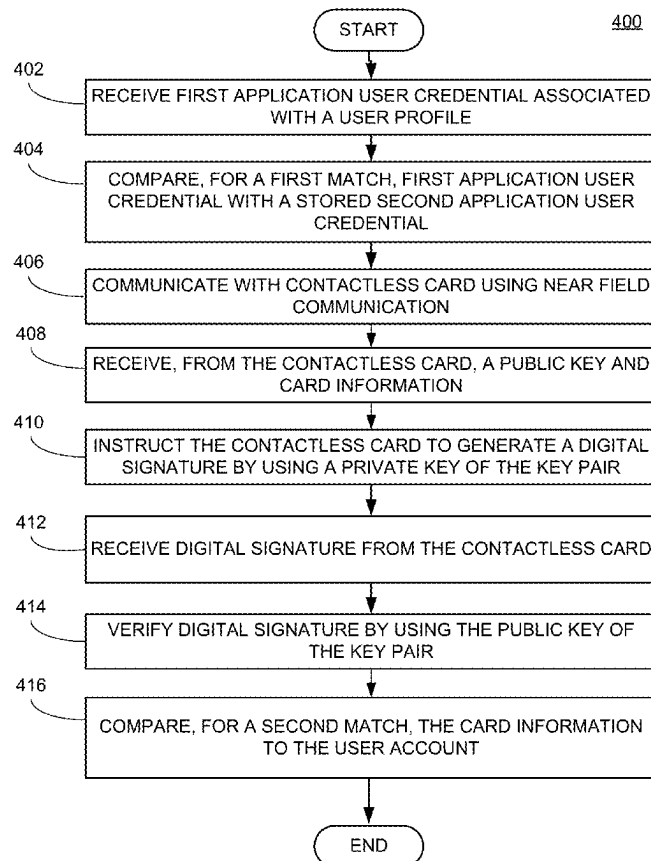 START
400
402
RECEIVE FIRST APPLICATION USER CREDENTIAL ASSOCIATED
WITH A USER PROFILE
404
COMPARE, FOR A FIRST MATCH, FIRST APPLICATION USER
CREDENTIAL WITH A STORED SECOND APPLICATION USER
CREDENTIAL
406
COMMUNICATE WITH CONTACTLESS CARD USING NEAR FIELD
COMMUNICATION
408
RECEIVE, FROM THE CONTACTLESS CARD, A PUBLIC KEY AND
CARD INFORMATION
410
INSTRUCT THE CONTACTLESS CARD TO GENERATE A DIGITAL
SIGNATURE BY USING A PRIVATE KEY OF THE KEY PAIR
412
RECEIVE DIGITAL SIGNATURE FROM THE CONTACTLESS CARD
414
VERIFY DIGITAL SIGNATURE BY USING THE PUBLIC KEY OF
THE KEY PAIR
416
COMPARE, FOR A SECOND MATCH, THE CARD INFORMATION
TO THE USER ACCOUNT
END